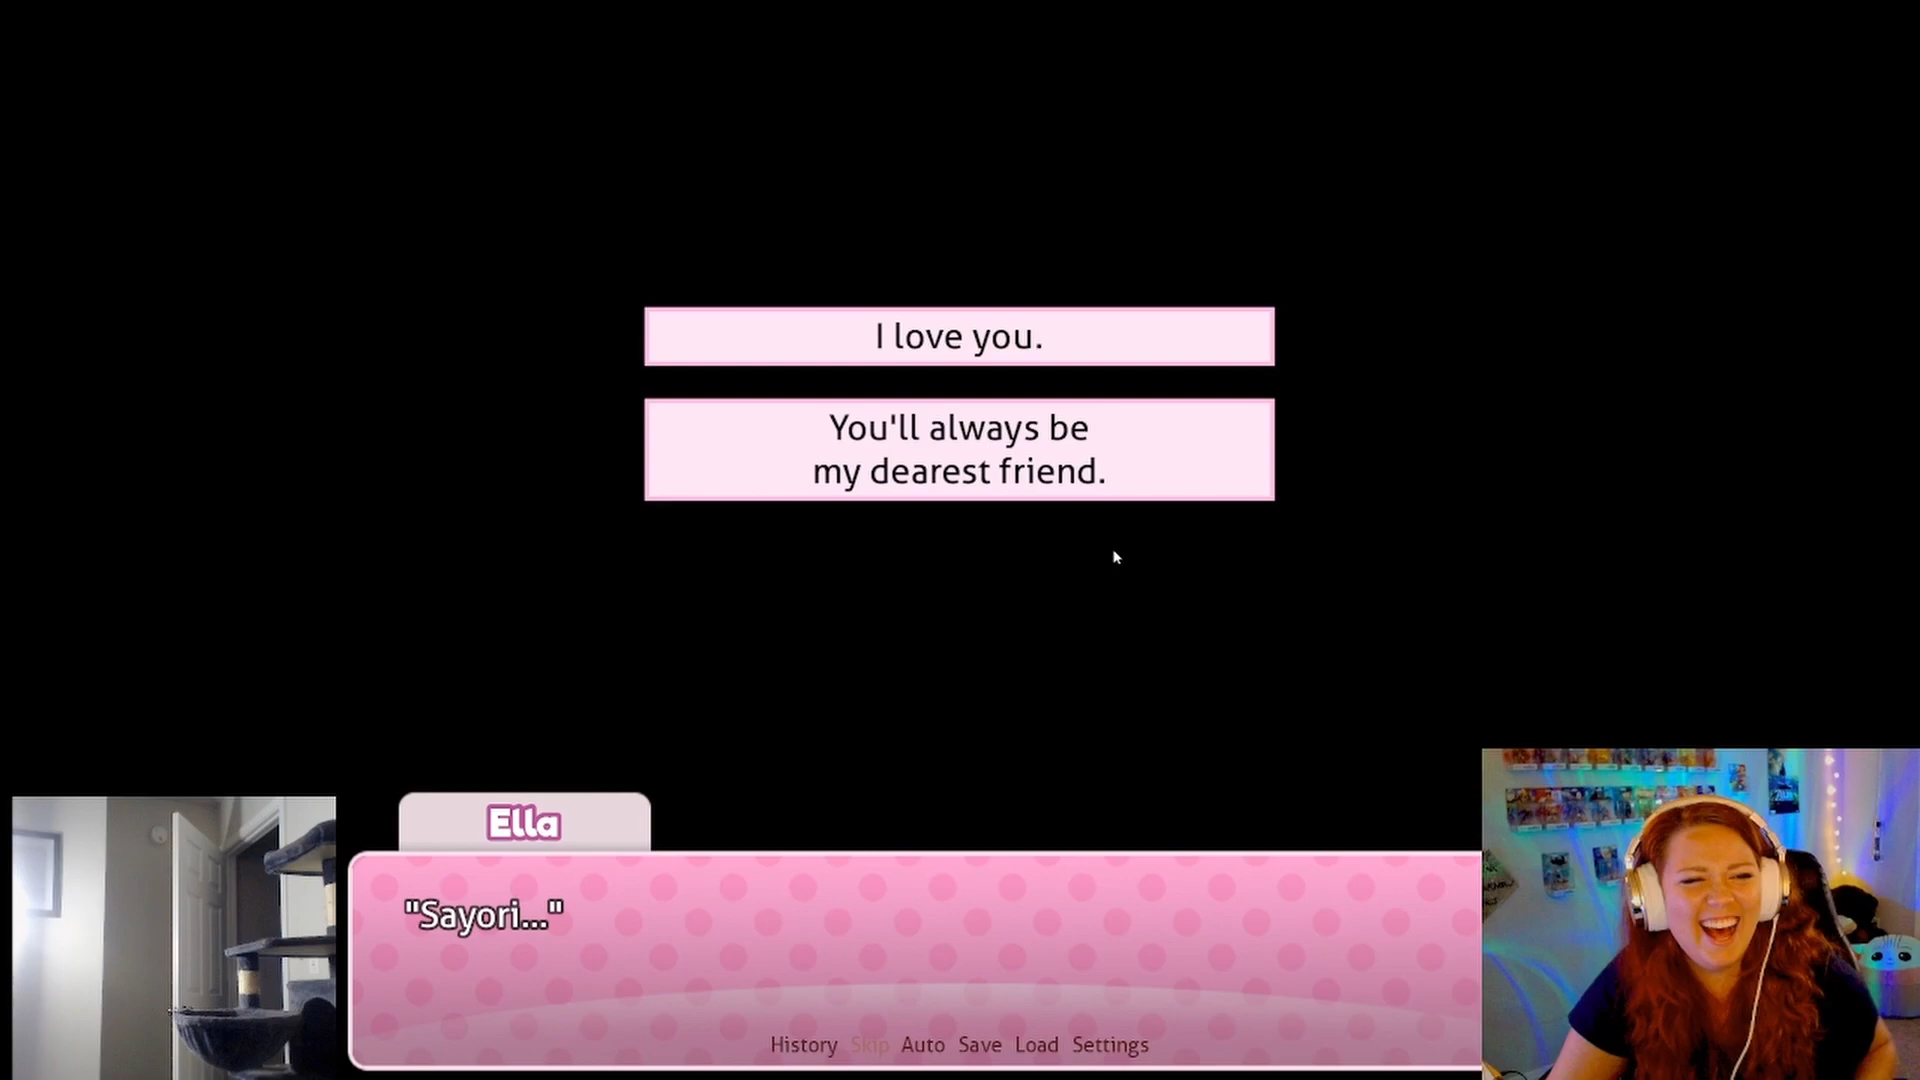 I love you.
You'll always be
my dearest friend.
Ella
"Sayori..."
History Skip Auto Save Load Settings